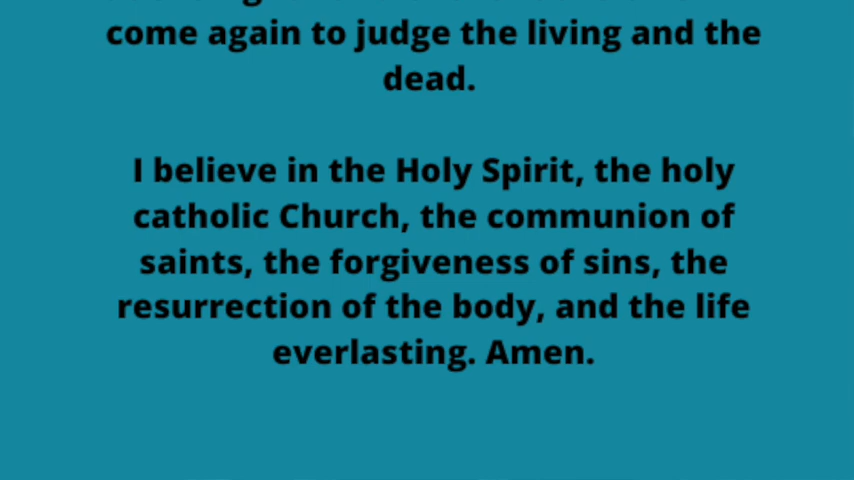 come again to judge the living and the
dead.
I believe in the Holy Spirit, the holy
catholic Church, the communion of
saints, the forgiveness of sins, the
resurrection of the body, and the life
everlasting. Amen.